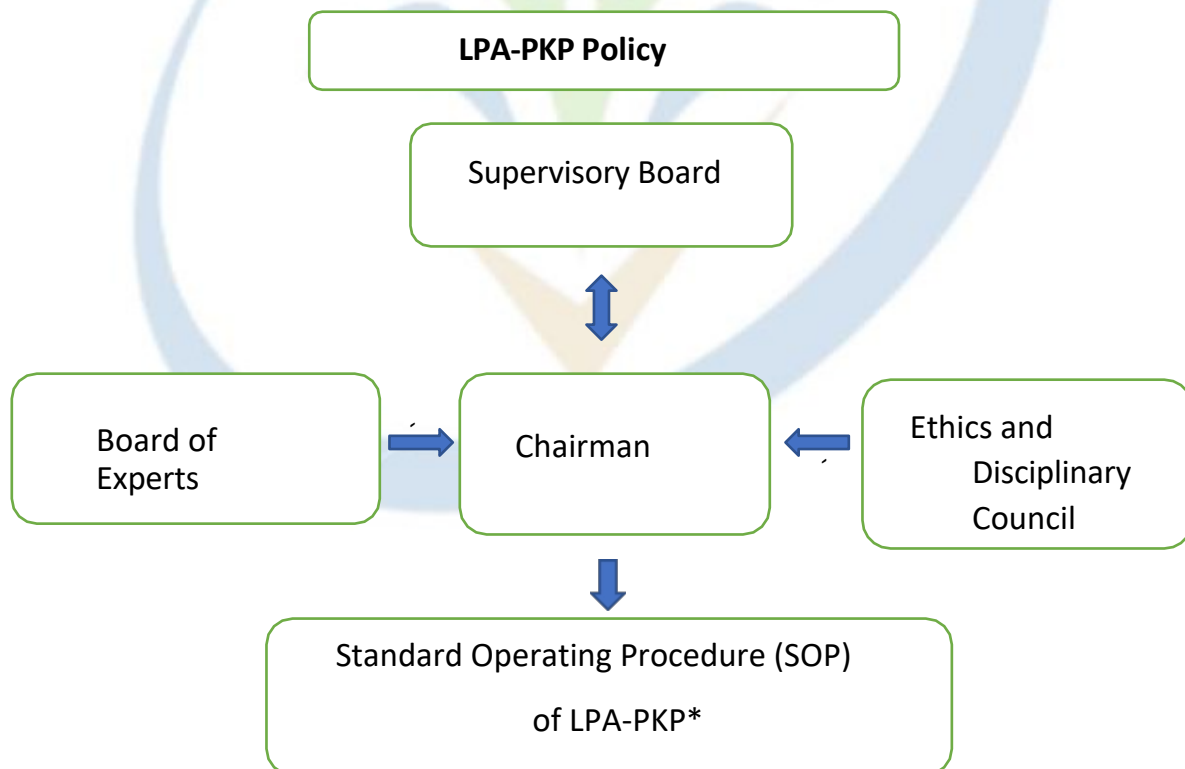 LPA-PKP Policy
Supervisory Board
Board of
Experts
Chairman
Ethics and
Disciplinary
Council
Standard Operating Procedure (SOP)
of LPA-PKP*